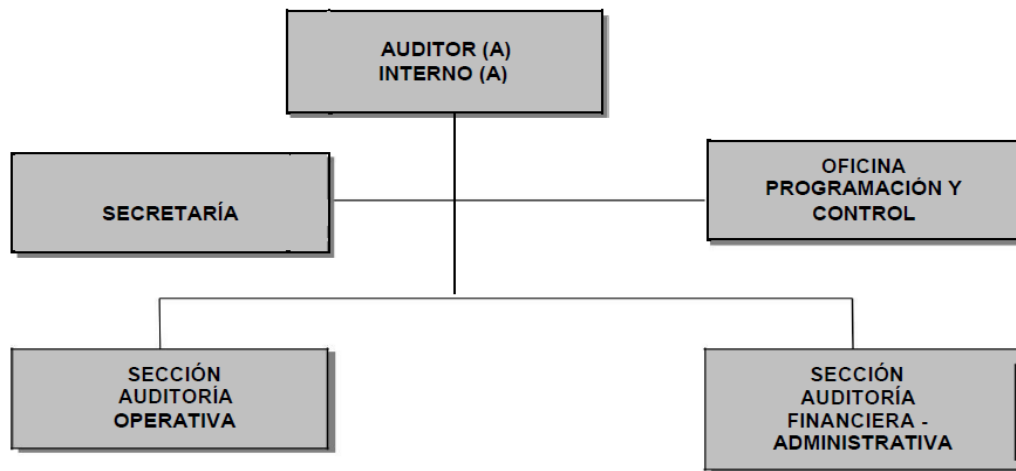 AUDITOR (A)
INTERNO (A)
SECRETARÍA
OFICINA
PROGRAMACIÓN Y
CONTROL
SECCIÓN
AUDITORÍA
OPERATIVA
SECCIÓN
AUDITORÍA
FINANCIERA -
ADMINISTRATIVA